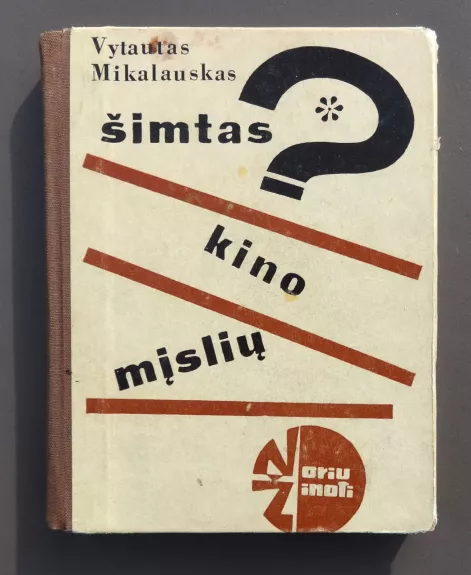 Vytautas
Mikalauskas
šimtas
?
*
kino
mįslių
Noriu
Žinoti